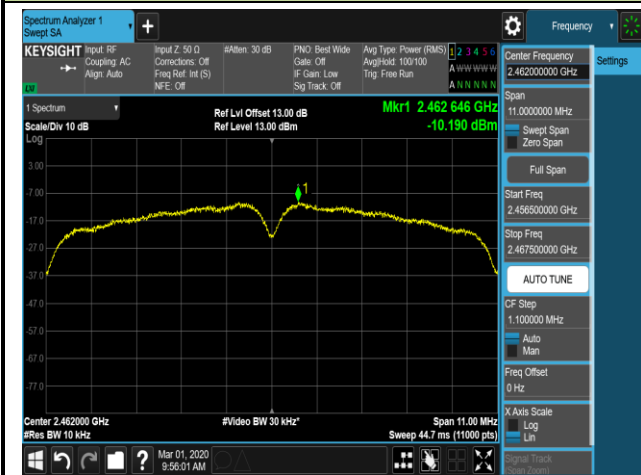 Spectrum Analyzer 1
Swept SA
+
Frequency
KEYSIGHT Input: RF
Coupling: AC
Align: Auto
Input Z: 50 Ω
Corrections: Off
Freq Ref: Int (S)
NFE: Off
#Atten: 30 dB
PNO: Best Wide
Gate: Off
IF Gain: Low
Sig Track: Off
Avg Type: Power (RMS)
Avg|Hold: 100/100
Trig: Free Run
1 2 3 4 5 6
A W W W W W
A N N N N N
1 Spectrum
Scale/Div 10 dB
Log
Ref Lvl Offset 13.00 dB
Ref Level 13.00 dBm
Mkr1 2.462 646 GHz
-10.190 dBm
1
3.00
-7.00
-17.0
-27.0
-37.0
-47.0
-57.0
-67.0
-77.0
Center 2.462000 GHz
#Res BW 10 kHz
#Video BW 30 kHz*
Span 11.00 MHz
Sweep 44.7 ms (11000 pts)
Center Frequency
2.462000000 GHz
Settings
Span
11.0000000 MHz
Swept Span
Zero Span
Full Span
Start Freq
2.456500000 GHz
Stop Freq
2.467500000 GHz
AUTO TUNE
CF Step
1.100000 MHz
Auto
Man
Freq Offset
0 Hz
X Axis Scale
Log
Lin
Signal Track
(Span Zoom)
?
Mar 01, 2020
9:56:01 AM